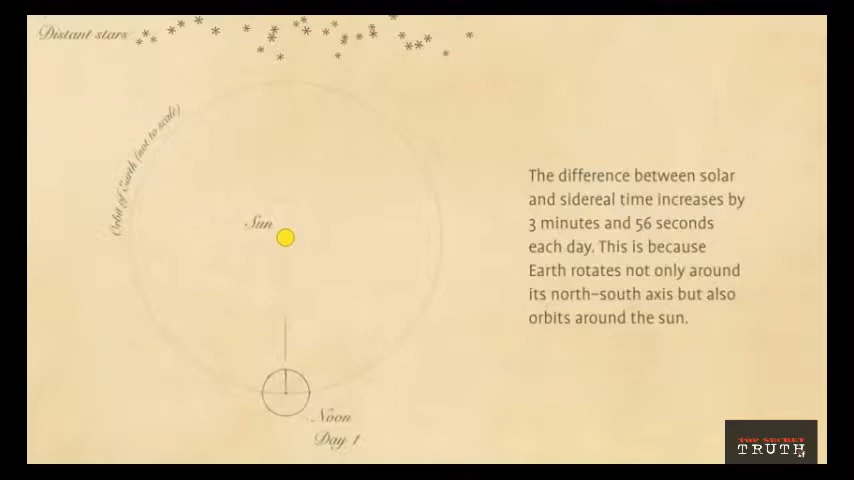 Distant stars
Orbit of Earth (not to scale)
Sun
The difference between solar
and sidereal time increases by
3 minutes and 56 seconds
each day. This is because
Earth rotates not only around
its north-south axis but also
orbits around the sun.
Noon
Day 1
TOP SECRET
TRUTH